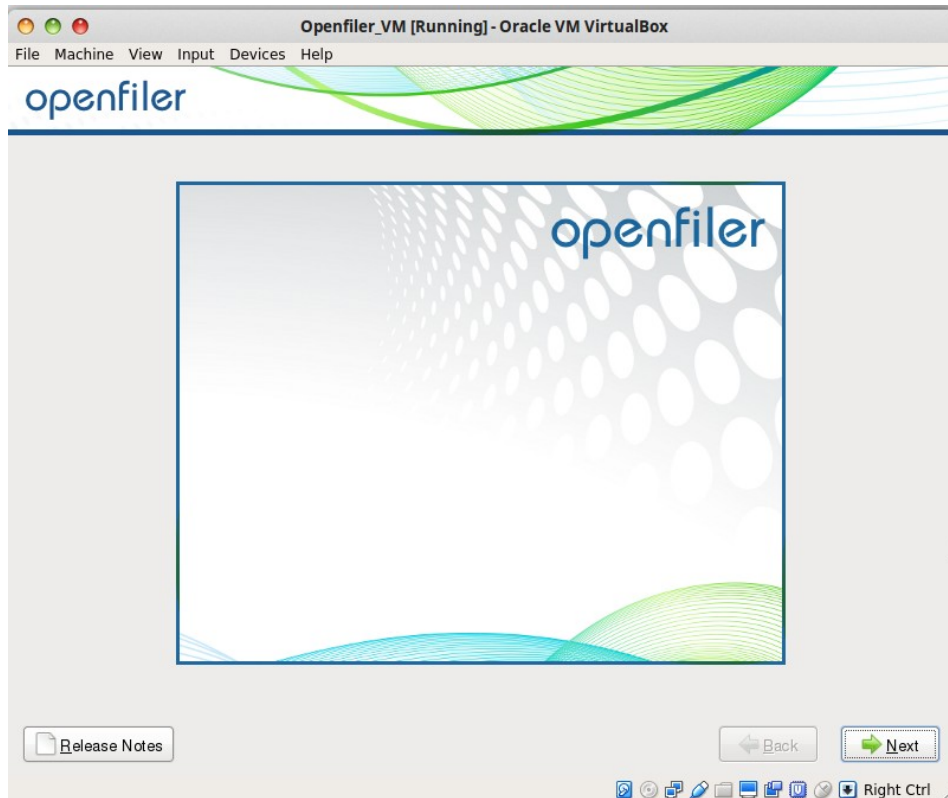 Openfiler_VM [Running] - Oracle VM VirtualBox
File Machine View Input Devices Help
openfiler
openfiler
Release Notes
Back
Next
Right Ctrl